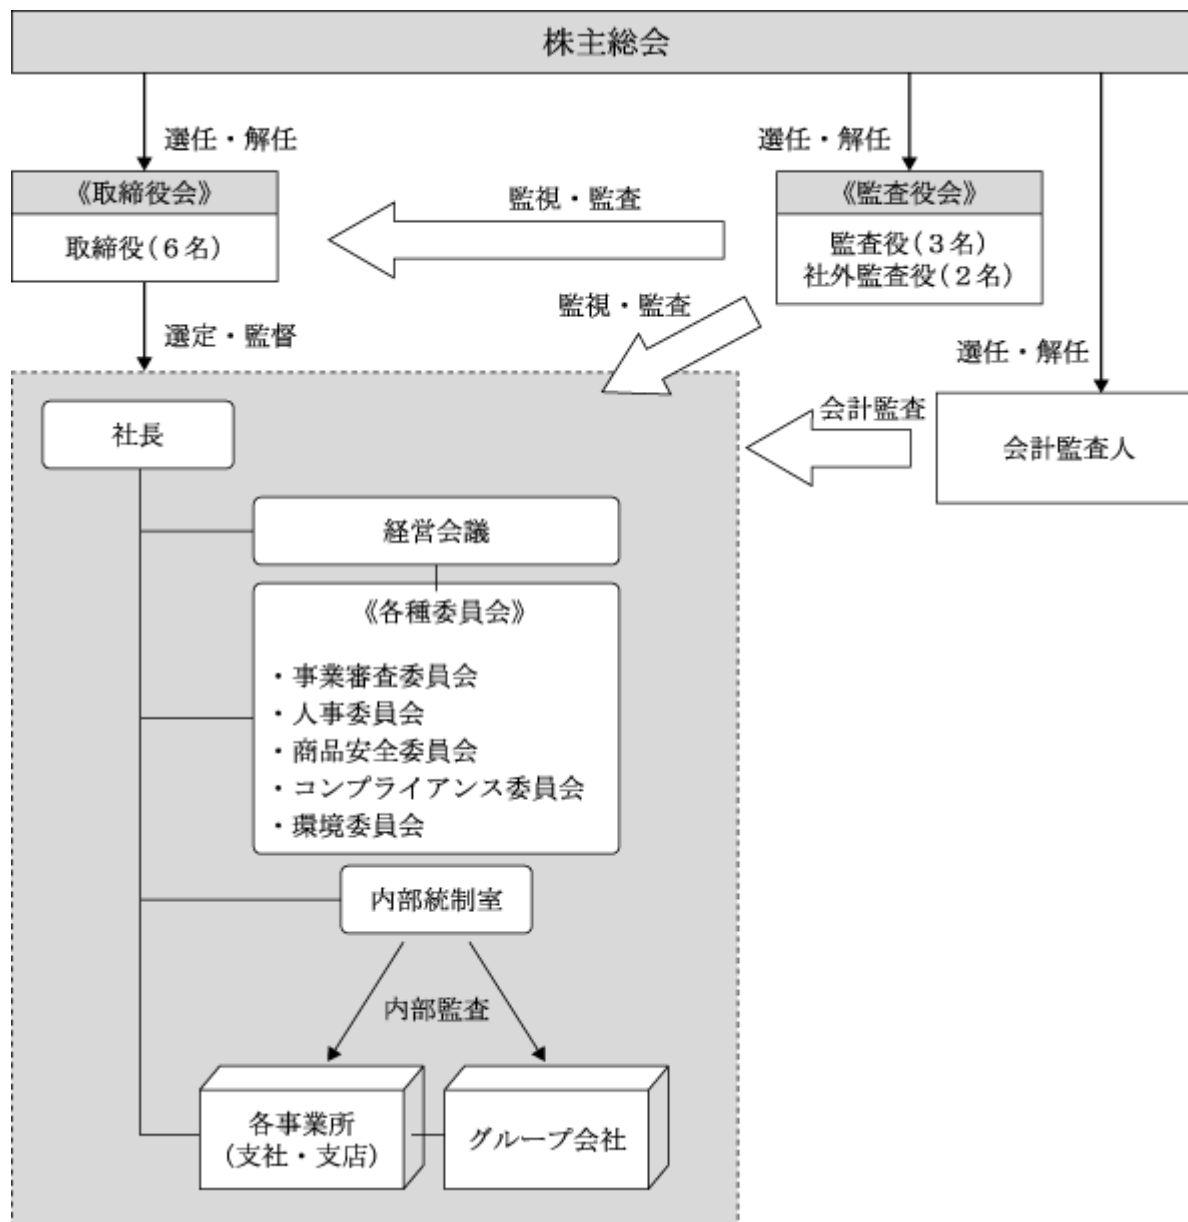 株主総会
選任・解任
選任・解任
《取締役会》
取締役(6名)
監視・監査
《監査役会》
監査役(3名)
社外監査役(2名)
監視・監査
選定・監督
選任・解任
会計監査
会計監査人
社長
経営会議
《各種委員会》
・事業審査委員会
・人事委員会
・商品安全委員会
・コンプライアンス委員会
・環境委員会
内部統制室
内部監査
各事業所
(支社・支店)
グループ会社